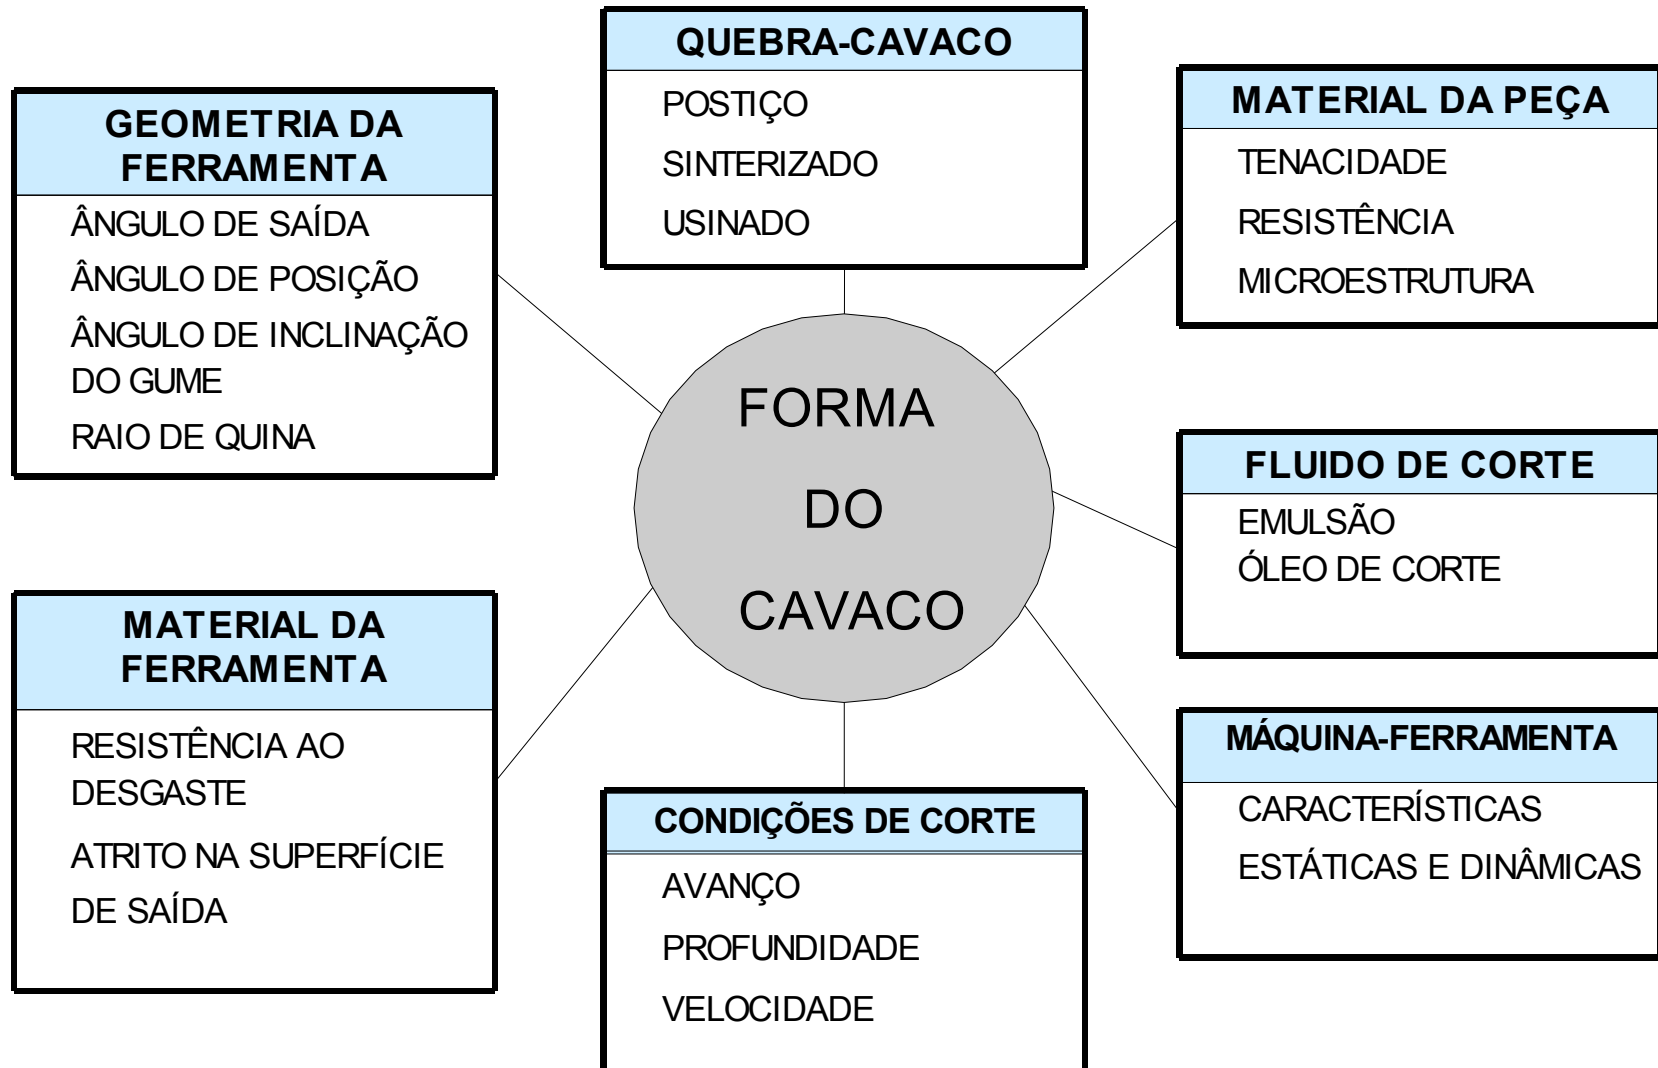 QUEBRA-CAVACO
POSTIÇO
SINTERIZADO
USINADO
GEOMETRIA DA
FERRAMENTA
ÂNGULO DE SAÍDA
ÂNGULO DE POSIÇÃO
ÂNGULO DE INCLINAÇÃO
DO GUME
RAIO DE QUINA
MATERIAL DA PEÇA
TENACIDADE
RESISTÊNCIA
MICROESTRUTURA
FORMA
DO
CAVACO
FLUIDO DE CORTE
EMULSÃO
ÓLEO DE CORTE
MATERIAL DA
FERRAMENTA
RESISTÊNCIA AO
DESGASTE
ATRITO NA SUPERFÍCIE
DE SAÍDA
CONDIÇÕES DE CORTE
AVANÇO
PROFUNDIDADE
VELOCIDADE
MÁQUINA-FERRAMENTA
CARACTERÍSTICAS
ESTÁTICAS E DINÂMICAS